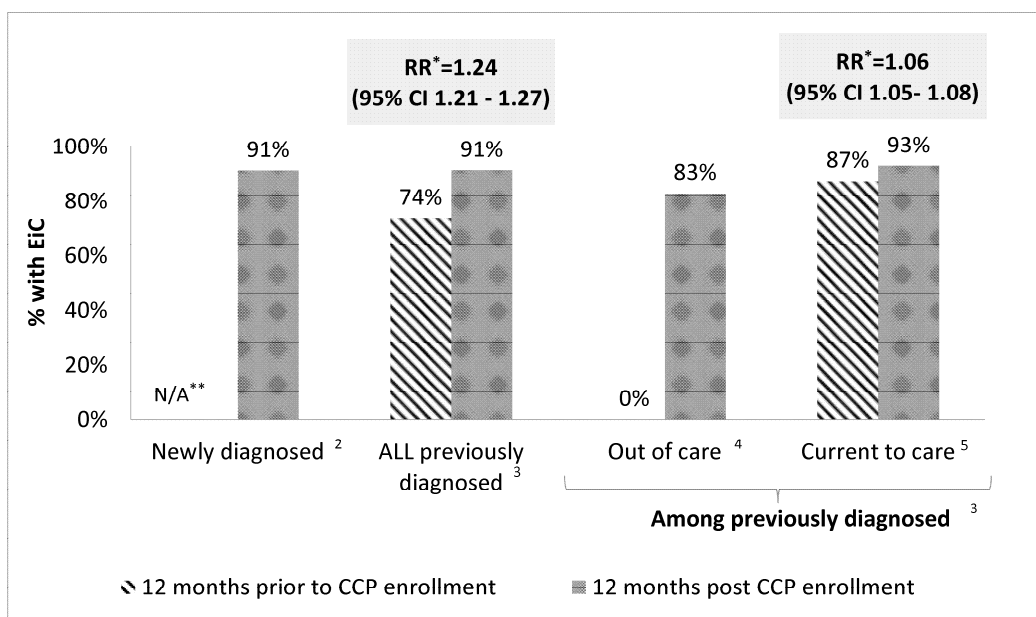 RR*=1.24
(95% CI 1.21 - 1.27)
RR*=1.06
(95% CI 1.05- 1.08)
% with EiC
100%
80%
60%
40%
20%
0%
N/A**
91%
74%
91%
0%
83%
87%
93%
Newly diagnosed 2
ALL previously
diagnosed 3
Out of care 4
Current to care 5
Among previously diagnosed 3
12 months prior to CCP enrollment
12 months post CCP enrollment